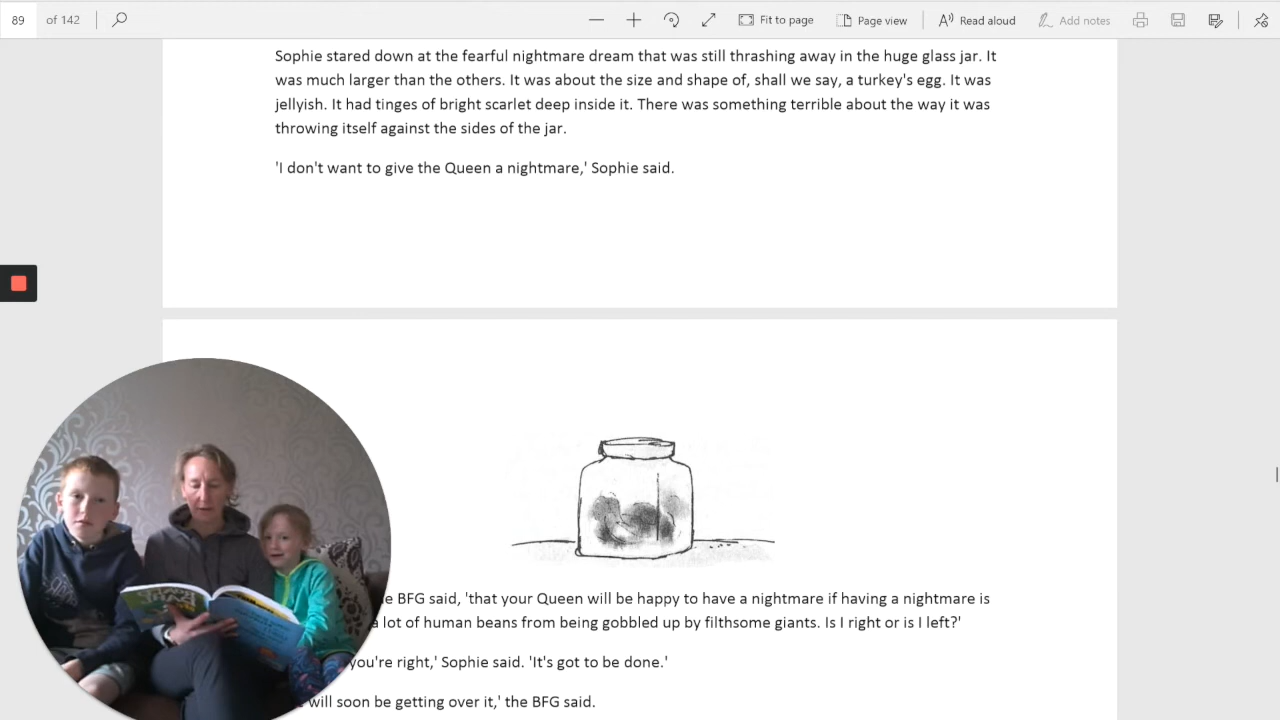 89 of 142
Fit to page
Page view
Read aloud
Add notes
Sophie stared down at the fearful nightmare dream that was still thrashing away in the huge glass jar. It
was much larger than the others. It was about the size and shape of, shall we say, a turkey's egg. It was
jellyish. It had tinges of bright scarlet deep inside it. There was something terrible about the way it was
throwing itself against the sides of the jar.
'I don't want to give the Queen a nightmare,' Sophie said.
BFG said, 'that your Queen will be happy to have a nightmare if having a nightmare is
a lot of human beans from being gobbled up by filthsome giants. Is I right or is I left?'
you're right,' Sophie said. 'It's got to be done.'
will soon be getting over it,' the BFG said.